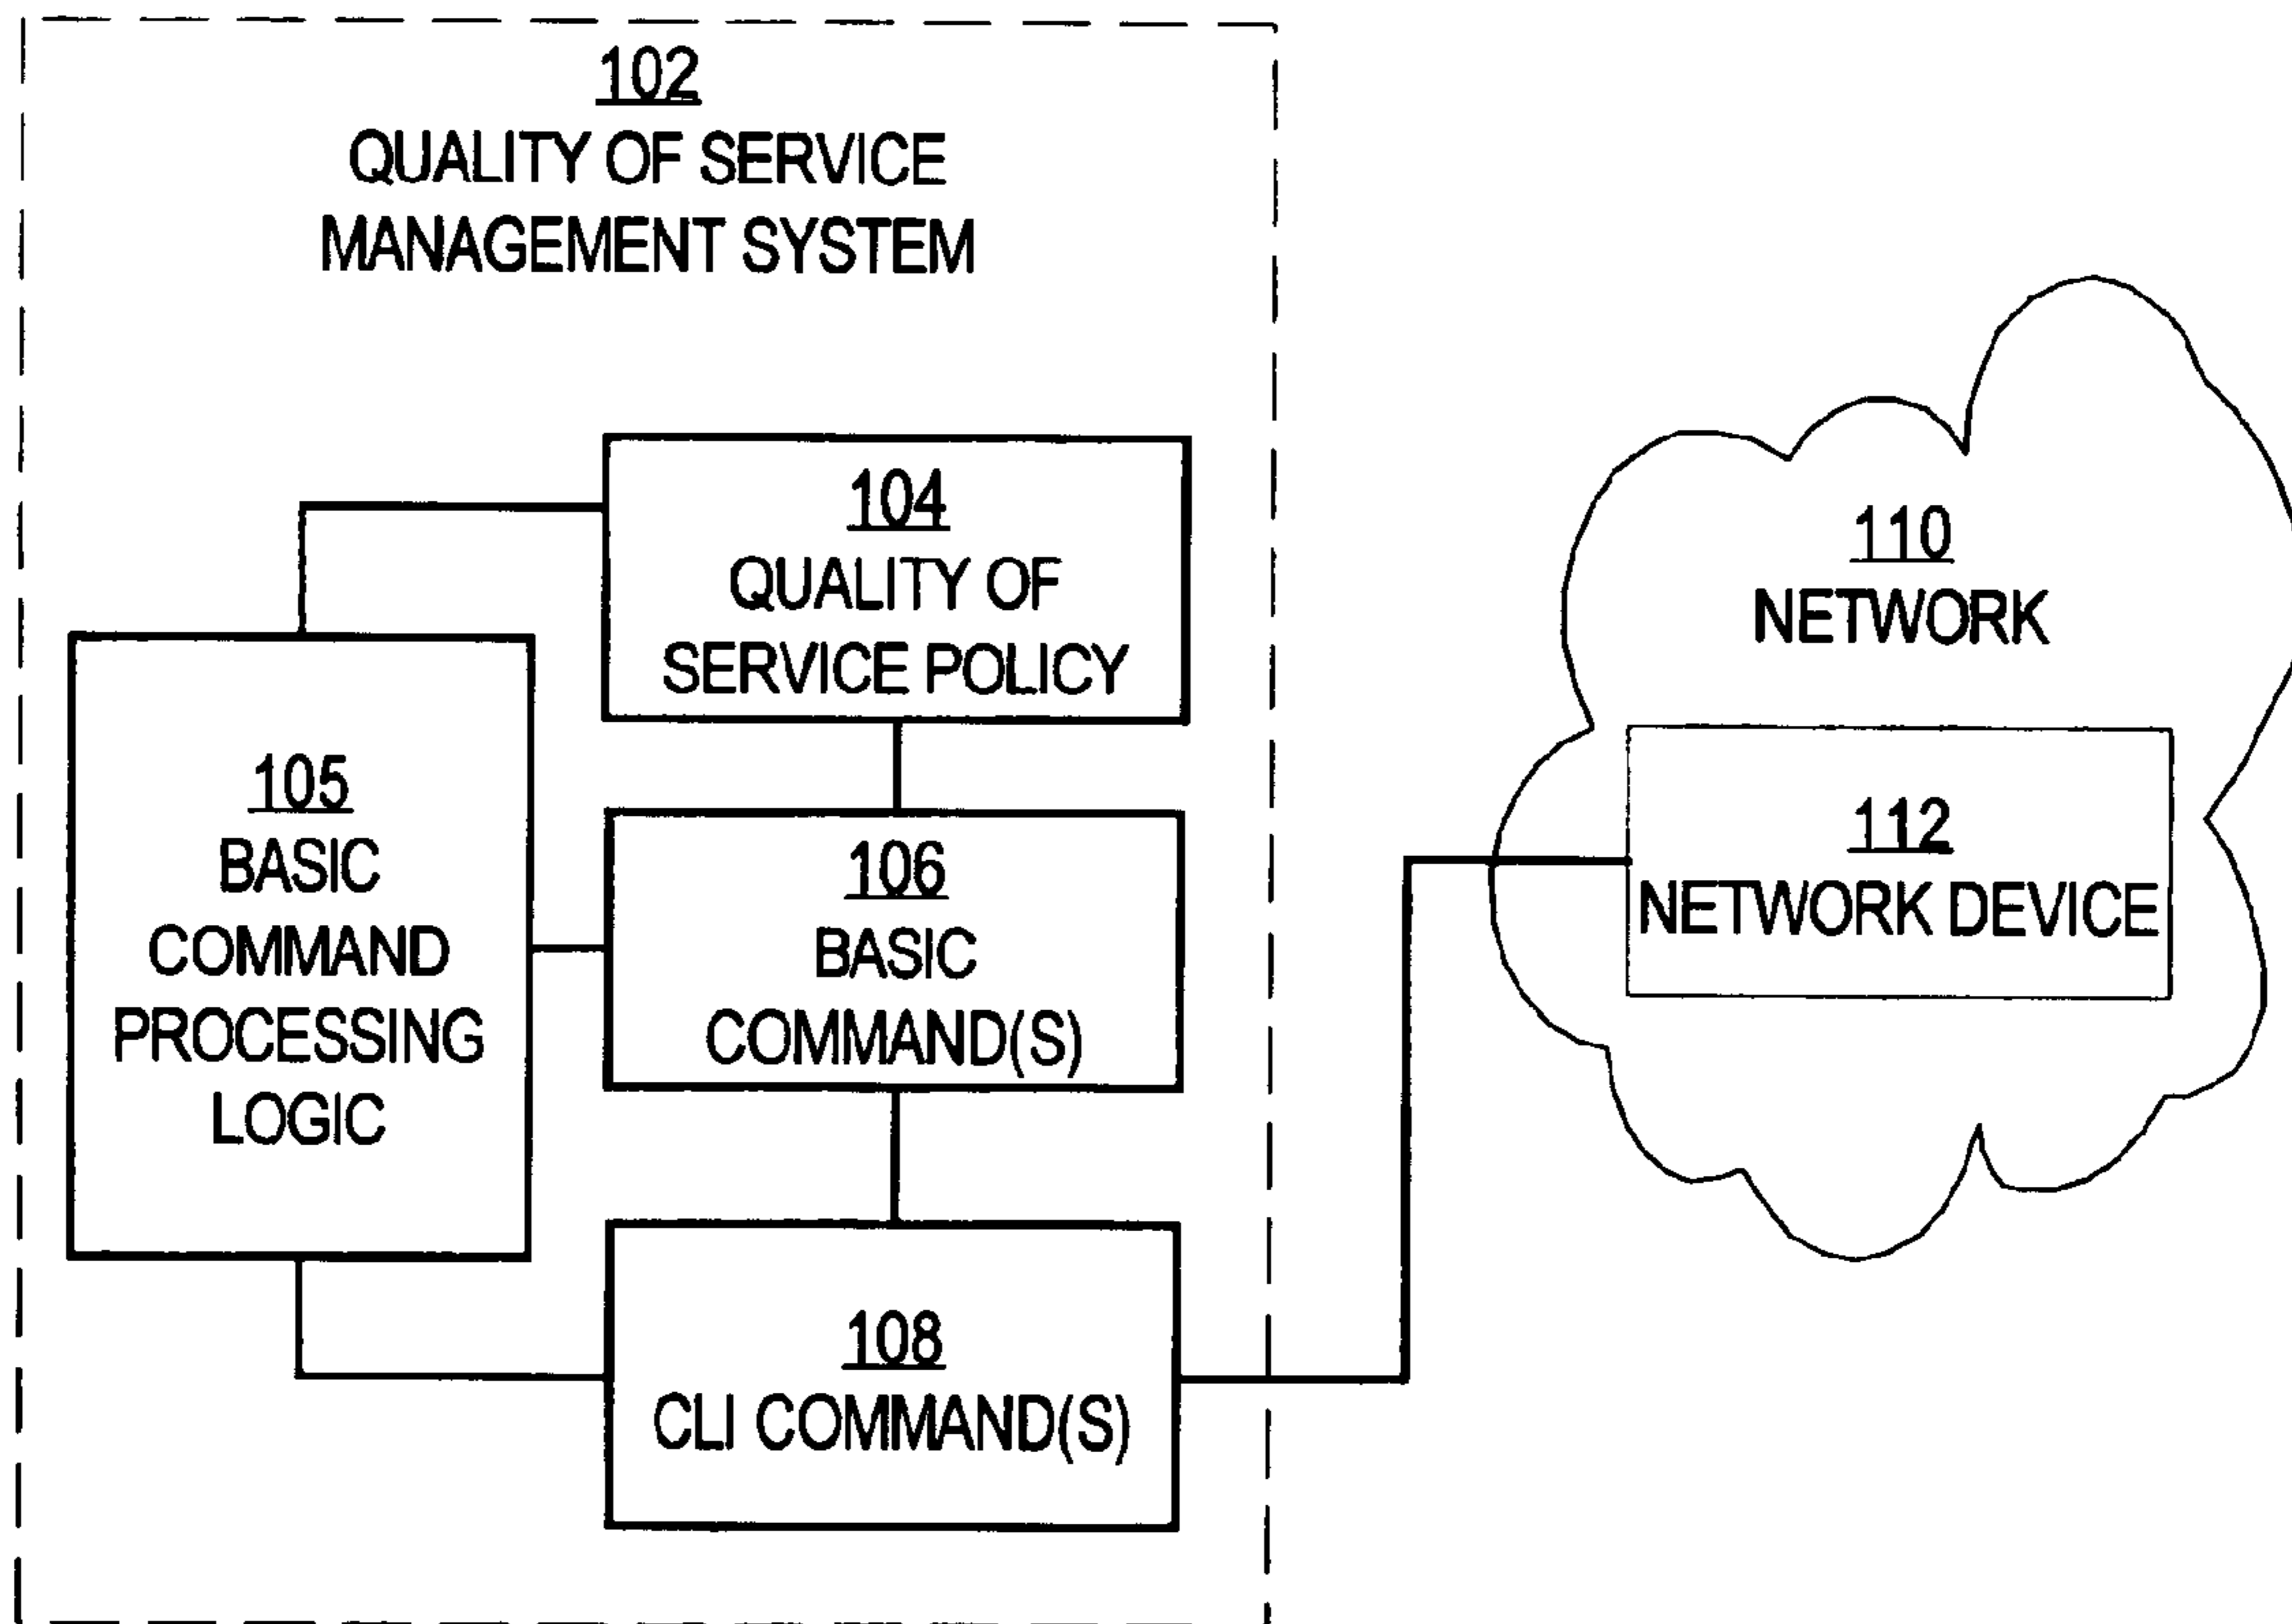 102
QUALITY OF SERVICE
MANAGEMENT SYSTEM
104
QUALITY OF
SERVICE POLICY
105
BASIC
COMMAND
PROCESSING
LOGIC
106
BASIC
COMMAND(S)
108
CLI COMMAND(S)
110
NETWORK
112
NETWORK DEVICE